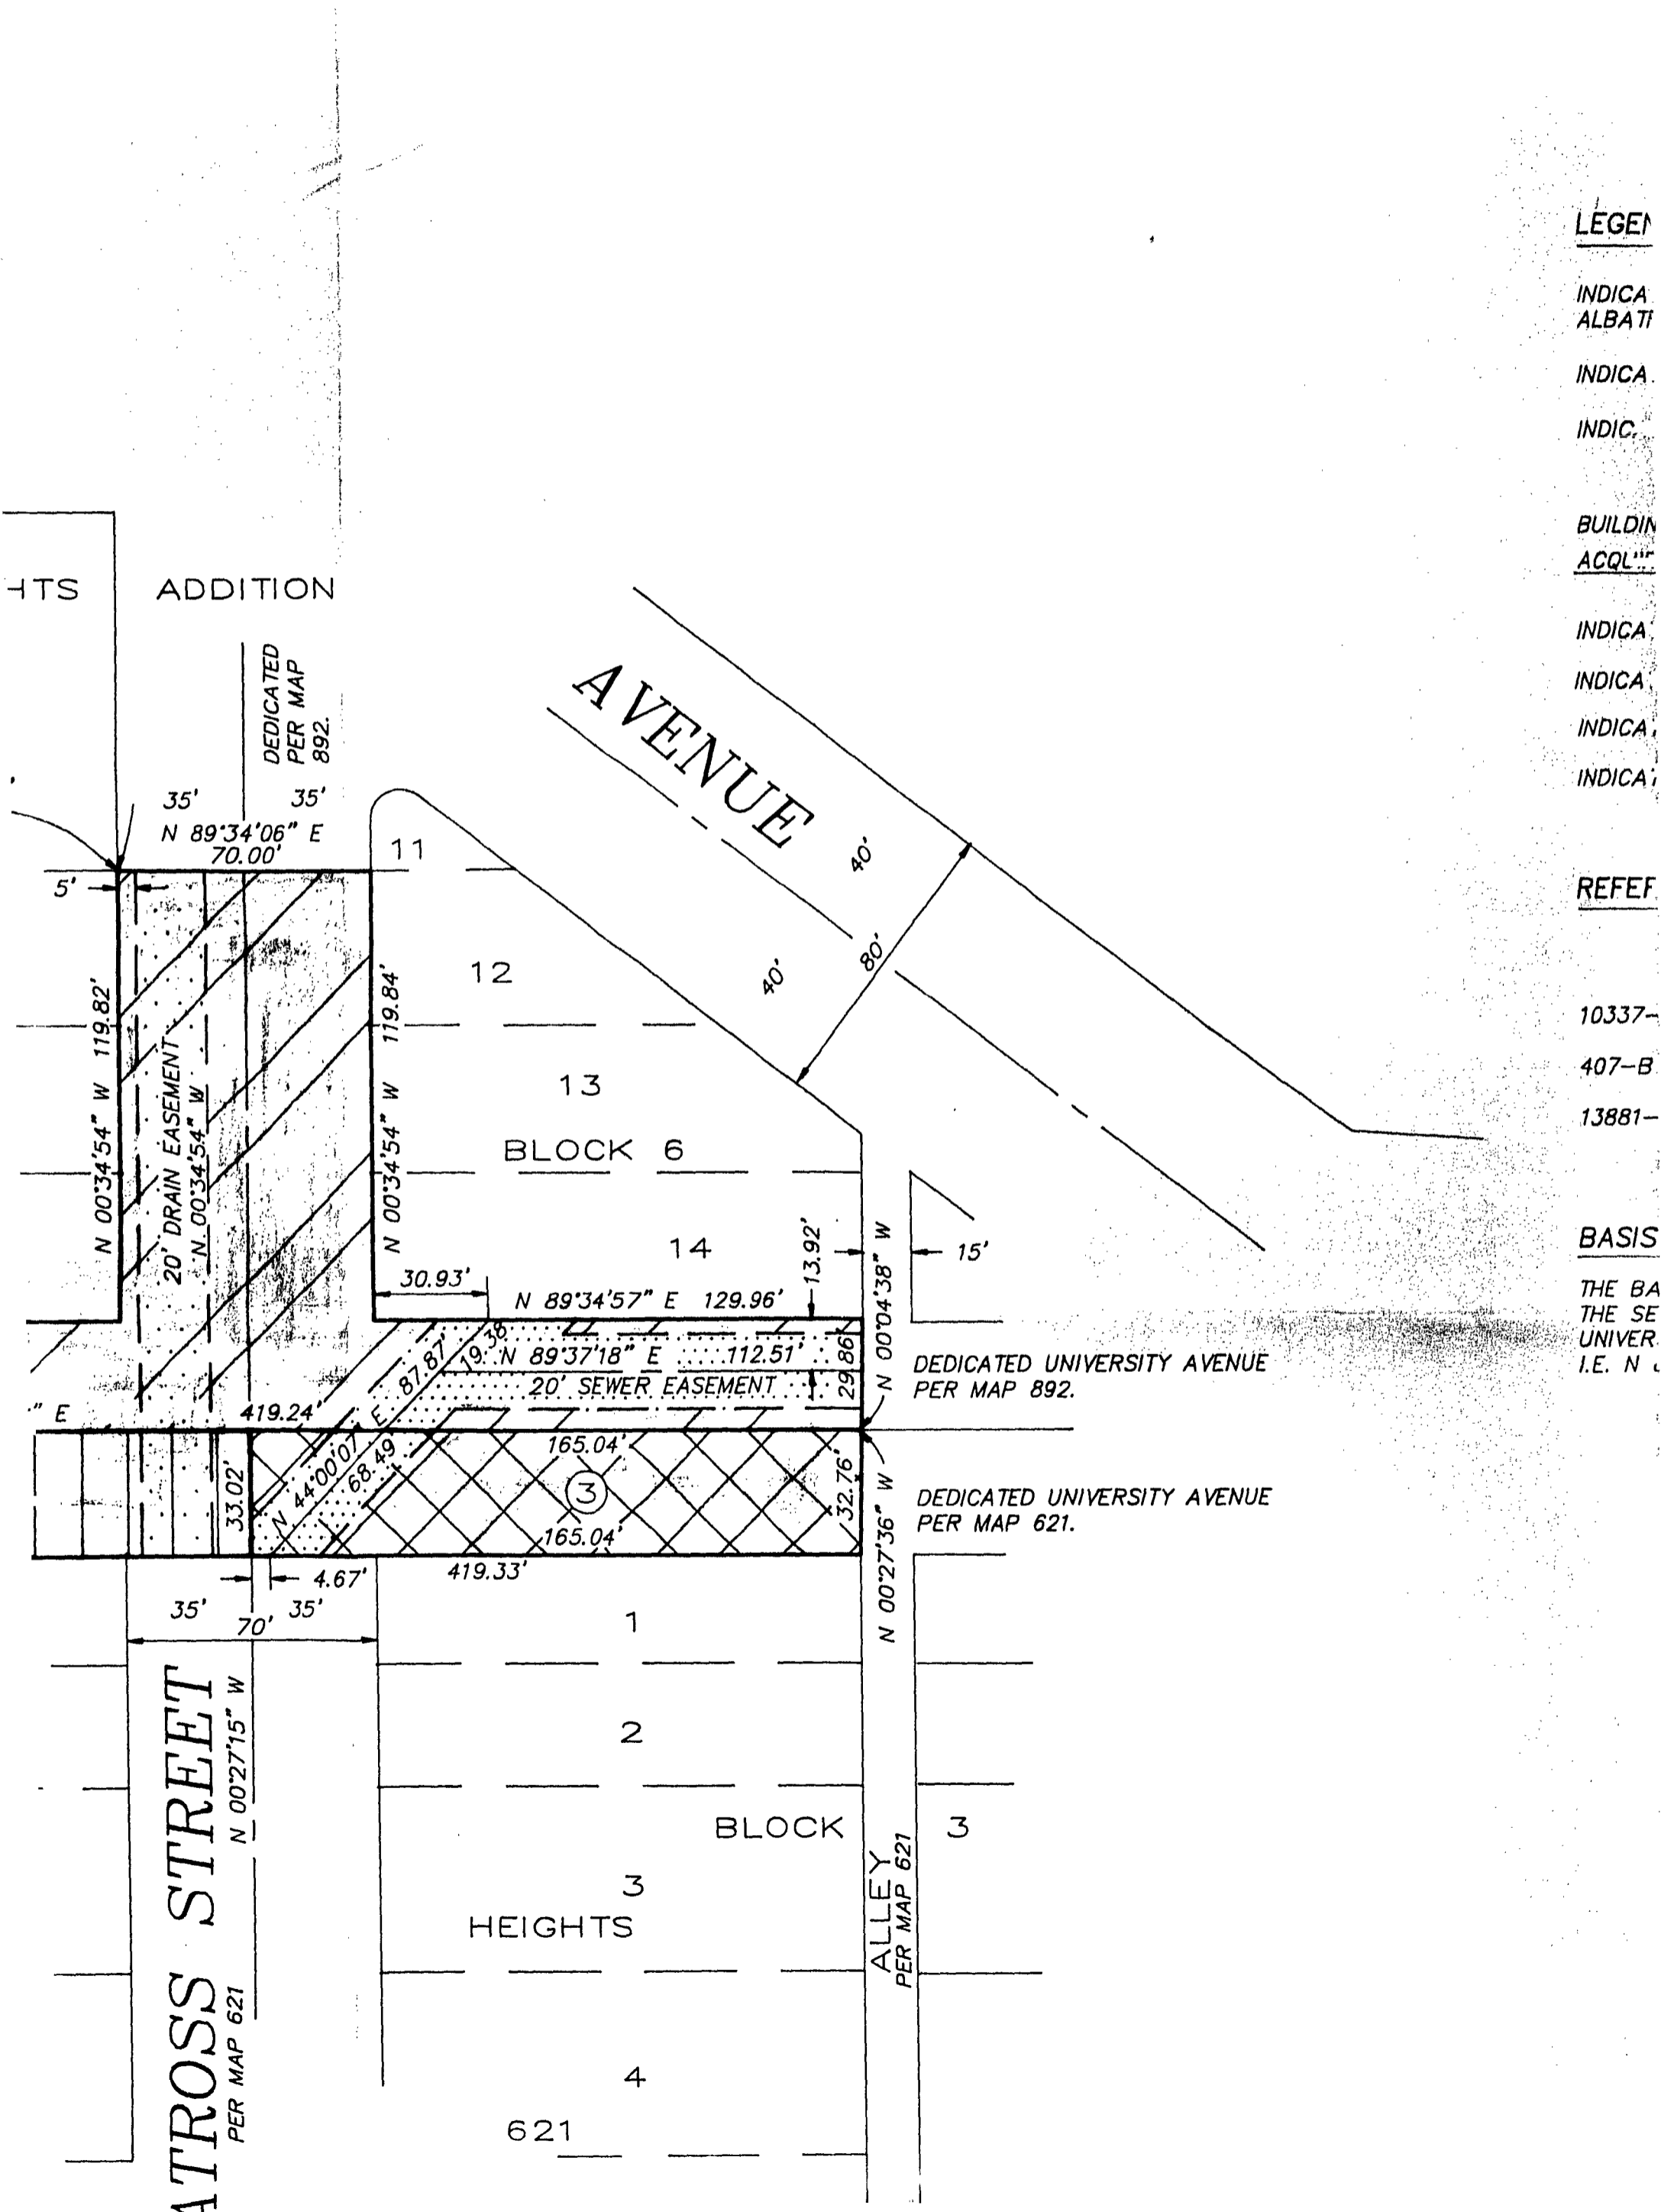 LEGEN
INDICA
ALBAT
INDICA
INDIC
BUILDIN
ACQU
INDICA
INDICA
INDICA
INDICA
REFER
10337-
407-B
13881-
BASIS
THE BA
THE SE
UNIVER
I.E. N
HTS ADDITION
DEDICATED
PER MAP
892.
AVENUE
35' 35'
N 89°34'06" E
70.00'
5'
11
40'
40'
80'
12
13
BLOCK 6
14
N 00°34'54" W 119.82'
20' DRAIN EASEMENT
N 00°34'54" W
N 00°34'54" W 119.84'
30.93'
13.92'
N 00°04'38" W
15'
N 89°34'57" E 129.96'
19.38'
N 89°37'18" E 112.51'
87.87'
20' SEWER EASEMENT
29.86'
DEDICATED UNIVERSITY AVENUE
PER MAP 892.
" E
419.24'
165.04'
N 44°00'07" E
68.49'
33.02'
3
32.76'
165.04'
N 00°27'36" W
DEDICATED UNIVERSITY AVENUE
PER MAP 621.
4.67'
419.33'
35' 35'
70'
1
2
BLOCK 3
3
HEIGHTS
4
621
ATROSS STREET
PER MAP 621
N 00°27'15" W
ALLEY
PER MAP 621